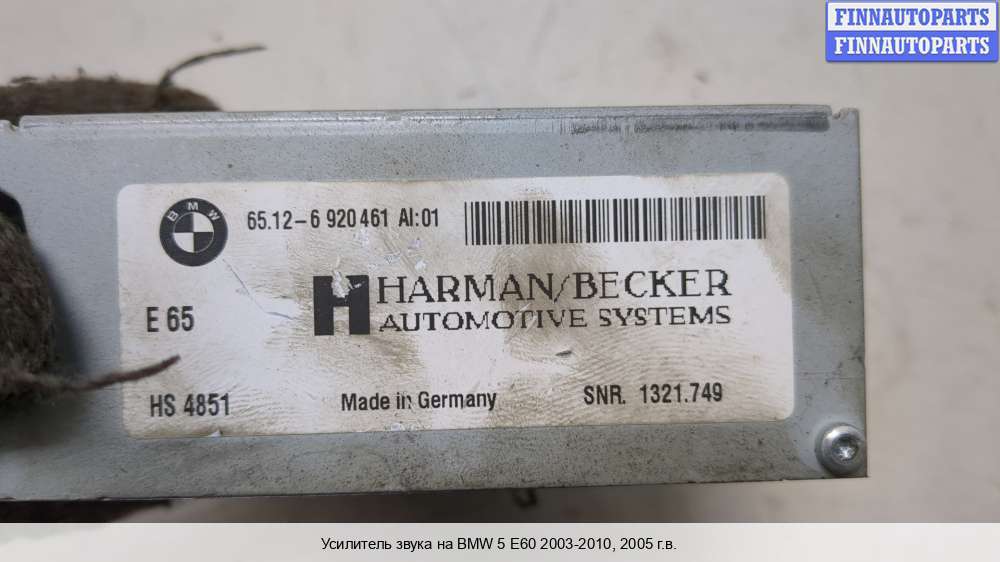 FINNAUTOPARTS
FINNAUTOPARTS
BMW
65.12-6 920 461 AI:01
HARMAN/BECKER
AUTOMOTIVE SYSTEMS
E 65
HS 4851 Made in Germany SNR. 1321.749
Усилитель звука на BMW 5 E60 2003-2010, 2005 г.в.